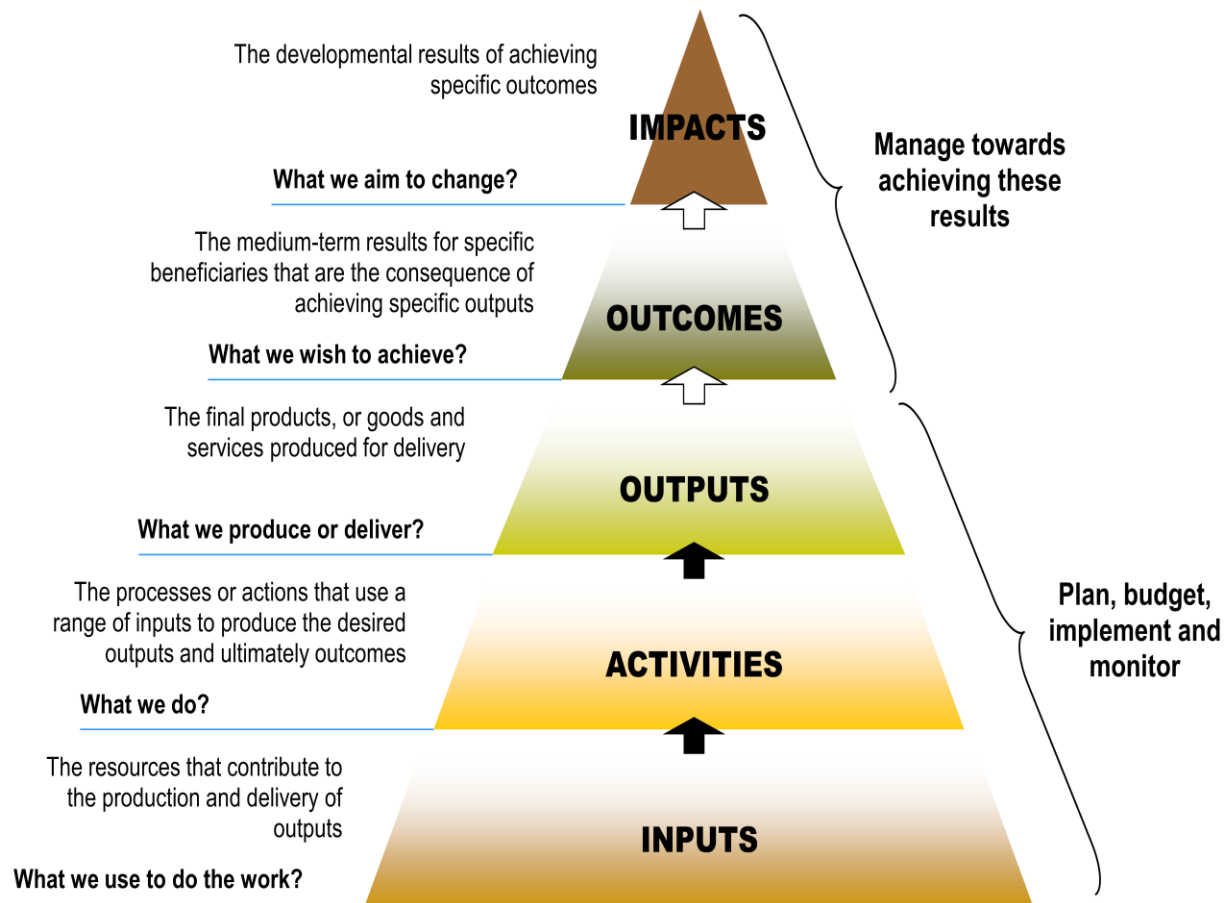 The developmental results of achieving
specific outcomes
IMPACTS
What we aim to change?
Manage towards
achieving these
results
The medium-term results for specific
beneficiaries that are the consequence of
achieving specific outputs
OUTCOMES
What we wish to achieve?
The final products, or goods and
services produced for delivery
OUTPUTS
What we produce or deliver?
The processes or actions that use a
range of inputs to produce the desired
outputs and ultimately outcomes
ACTIVITIES
What we do?
Plan, budget,
implement and
monitor
The resources that contribute to
the production and delivery of
outputs
INPUTS
What we use to do the work?